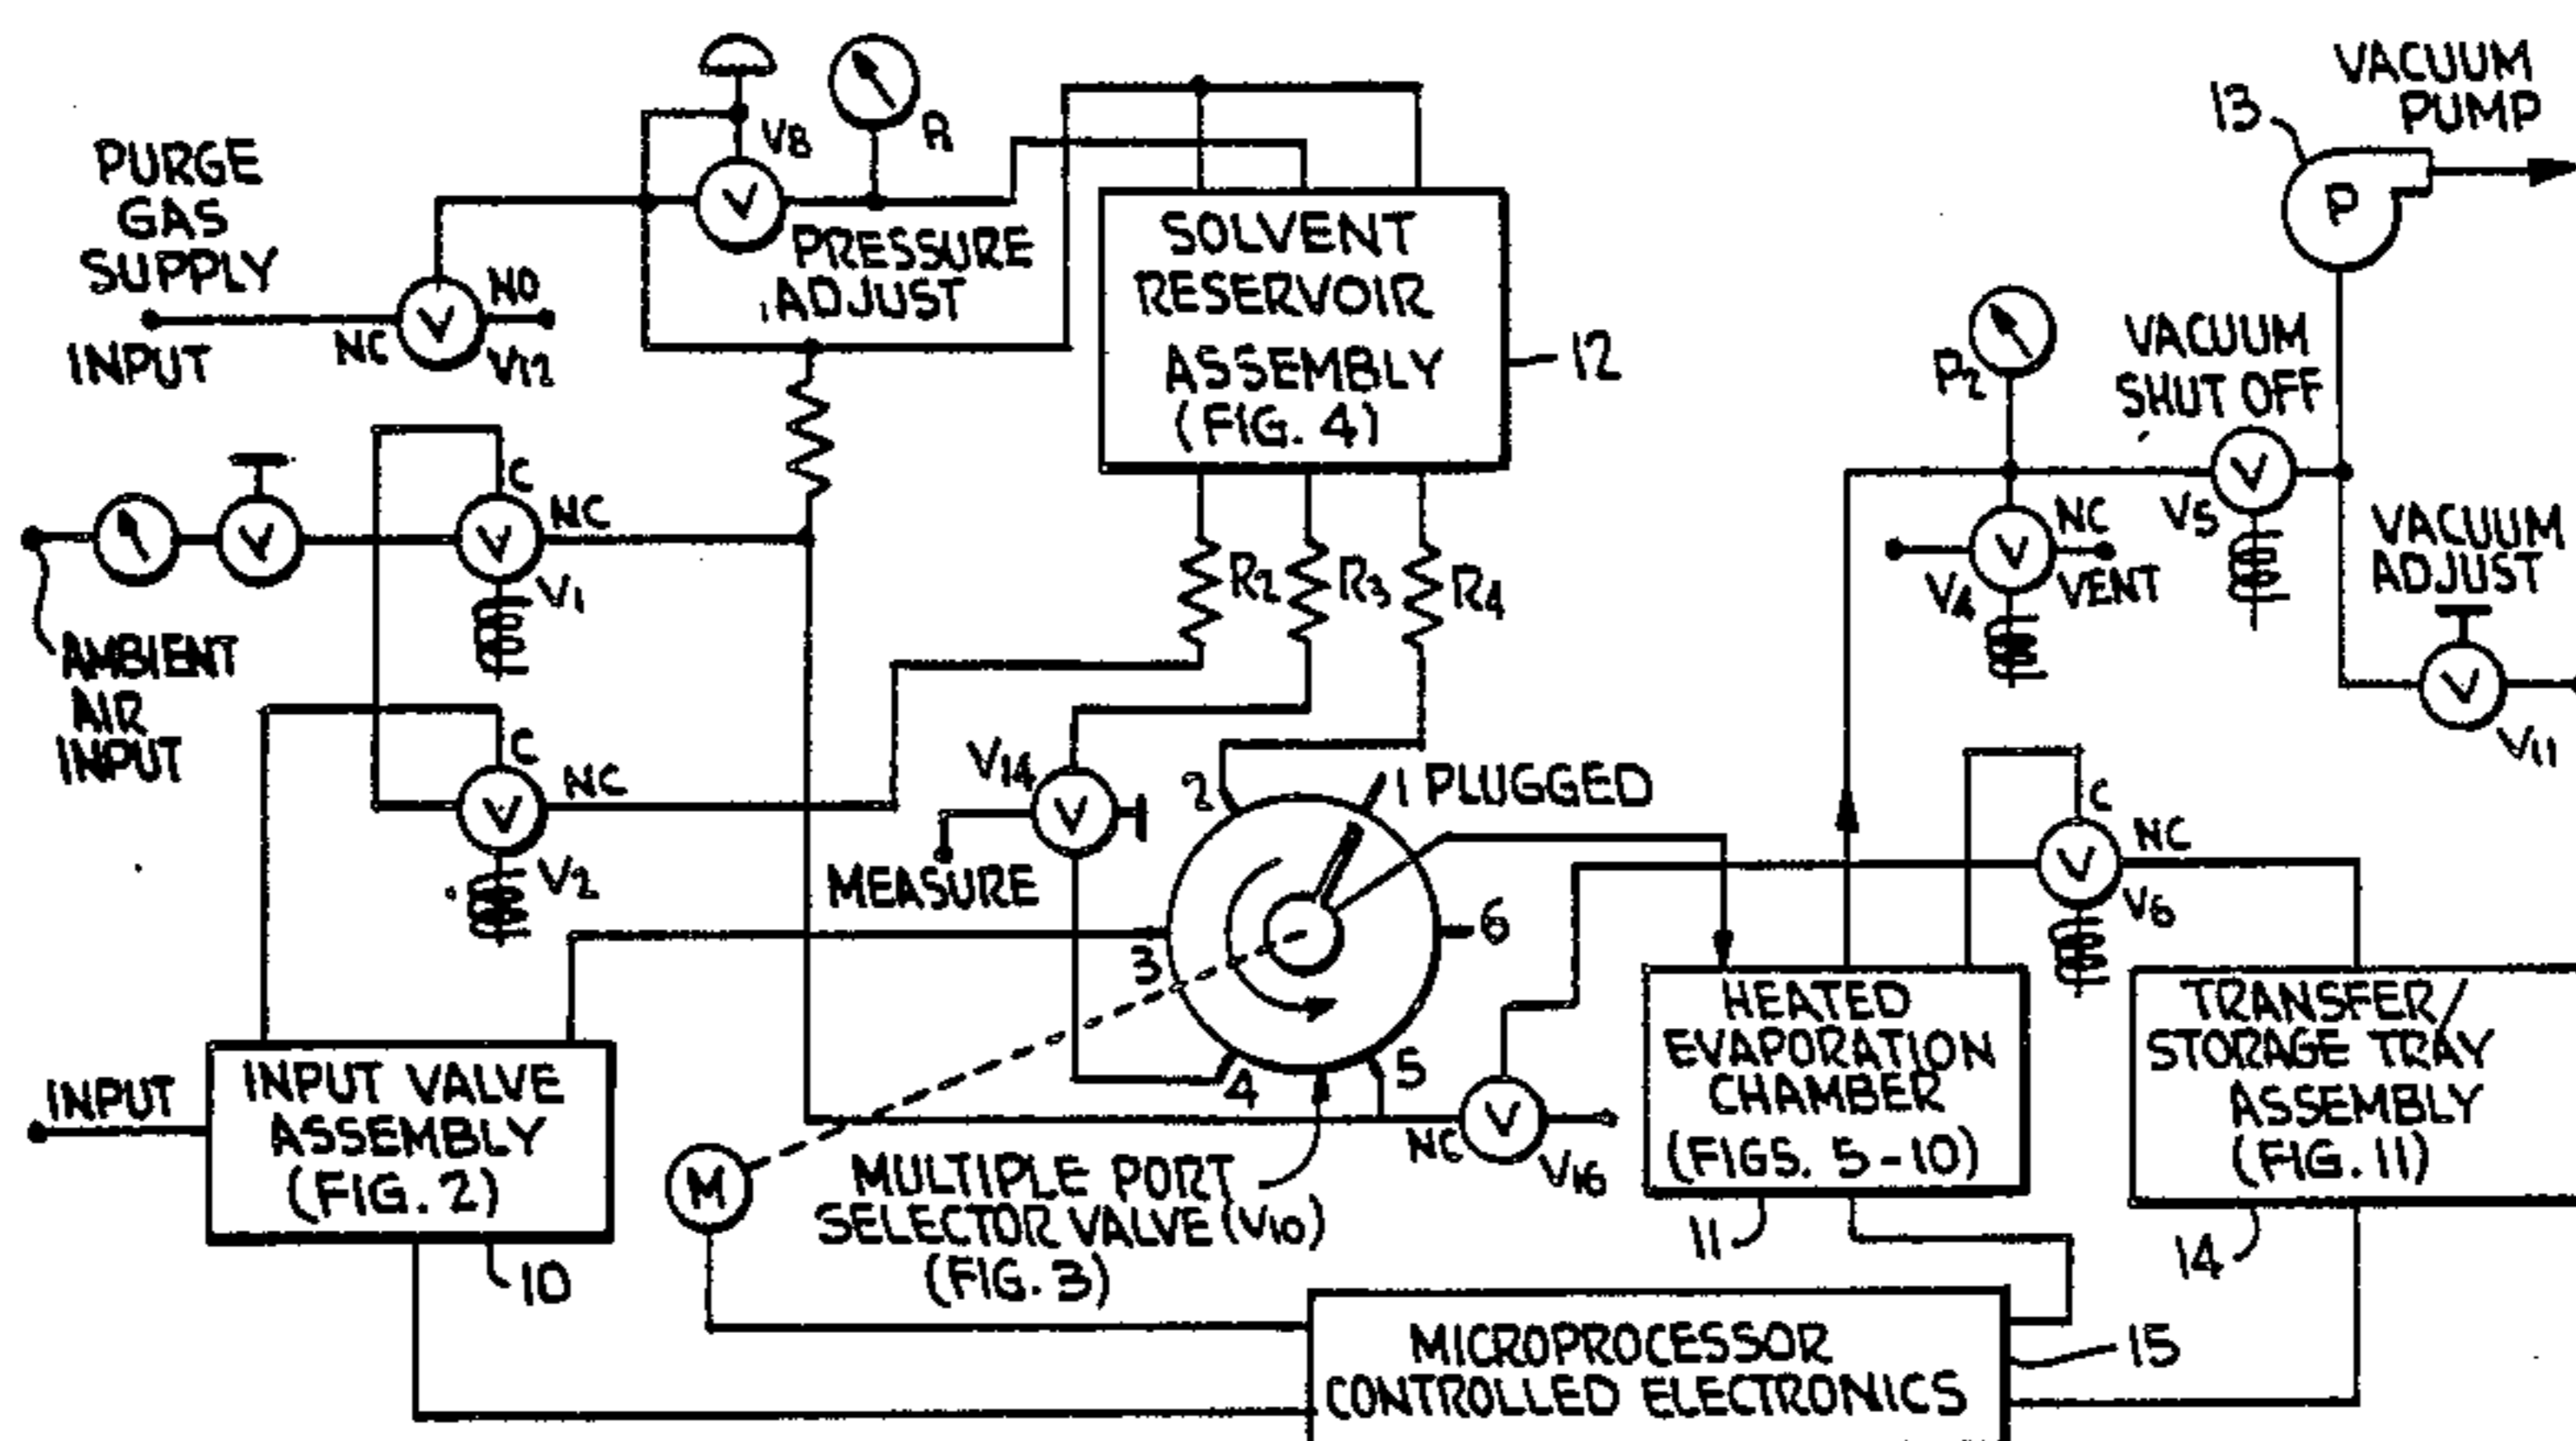 PURGE
GAS
SUPPLY
INPUT
NC
NO
V12
V8
PRESSURE
ADJUST
SOLVENT
RESERVOIR
ASSEMBLY
(FIG. 4)
12
13
VACUUM
PUMP
P
P2
VACUUM
SHUT OFF
V
V5
NC
V
V4
VENT
VACUUM
ADJUST
V
V11
V
V
V
C
V
NC
V1
AMBIENT
AIR
INPUT
C
V
NC
V2
R2
R3
R4
V14
V
MEASURE
1 PLUGGED
2
3
4
5
6
C
V
NC
V6
NC
V
V16
INPUT
INPUT VALVE
ASSEMBLY
(FIG. 2)
10
M
MULTIPLE PORT
SELECTOR VALVE (V10)
(FIG. 3)
HEATED
EVAPORATION
CHAMBER
(FIGS. 5-10)
11
TRANSFER/
STORAGE TRAY
ASSEMBLY
(FIG. 11)
14
MICROPROCESSOR
CONTROLLED ELECTRONICS
15